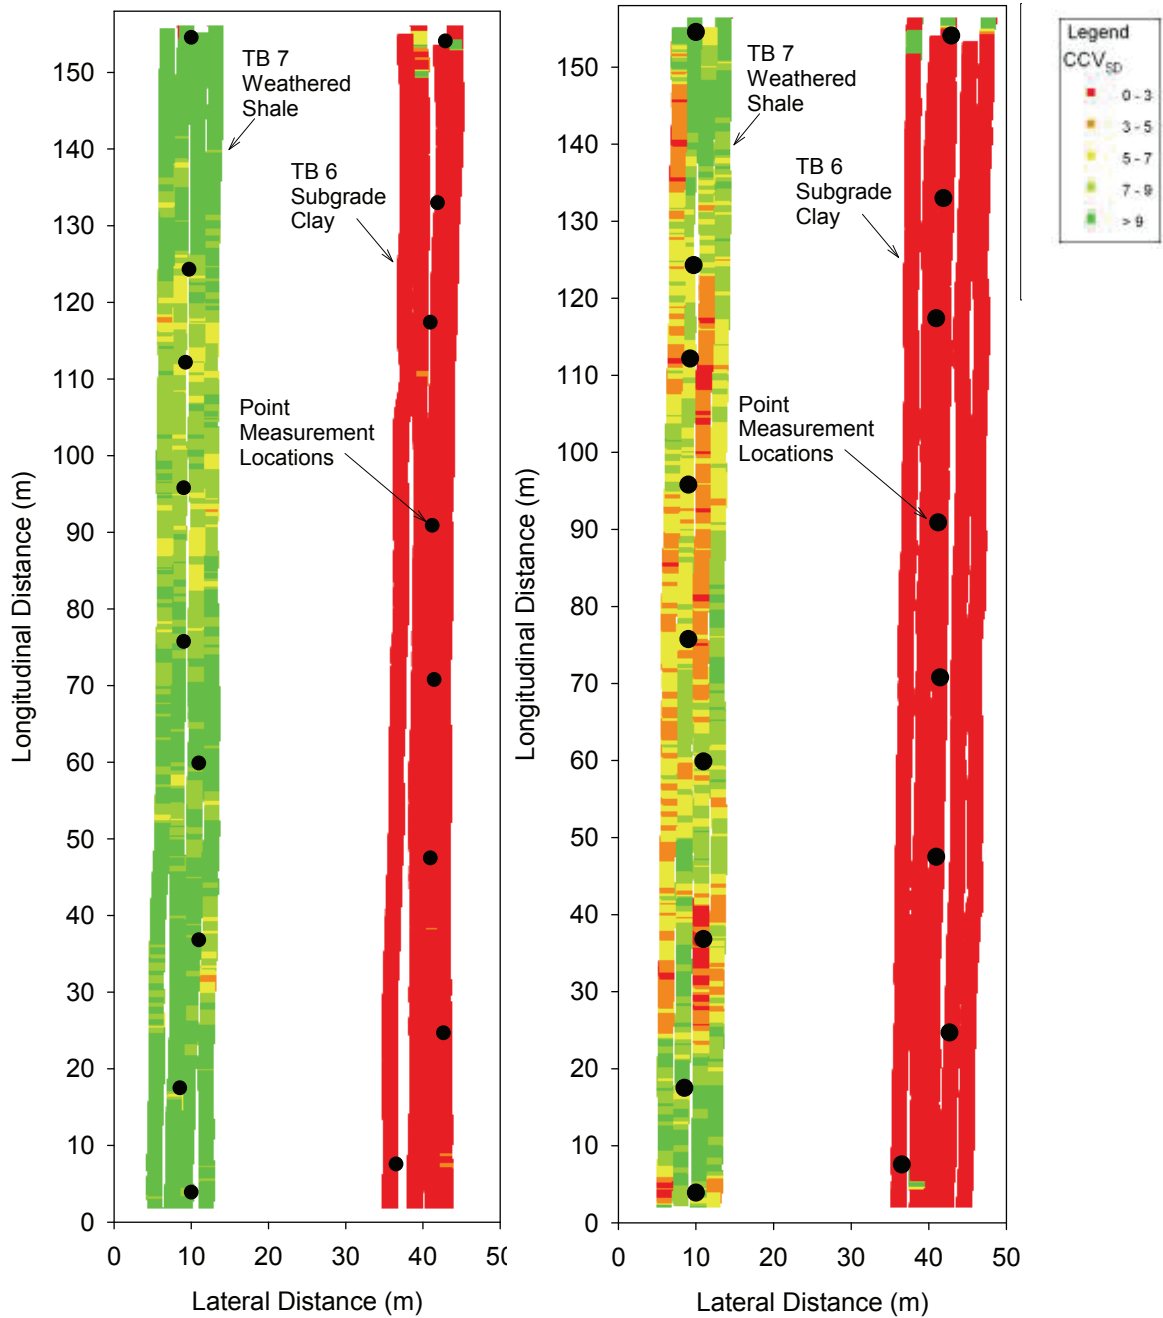 TB 7
Weathered
Shale
TB 6
Subgrade
Clay
Point
Measurement
Locations
Longitudinal Distance (m)
150
140
130
120
110
100
90
80
70
60
50
40
30
20
10
0
0 10 20 30 40 50
Lateral Distance (m)
TB 7
Weathered
Shale
TB 6
Subgrade
Clay
Point
Measurement
Locations
Longitudinal Distance (m)
150
140
130
120
110
100
90
80
70
60
50
40
30
20
10
0
0 10 20 30 40 50
Lateral Distance (m)
Legend
CCVSD
0 - 3
3 - 5
5 - 7
7 - 9
> 9